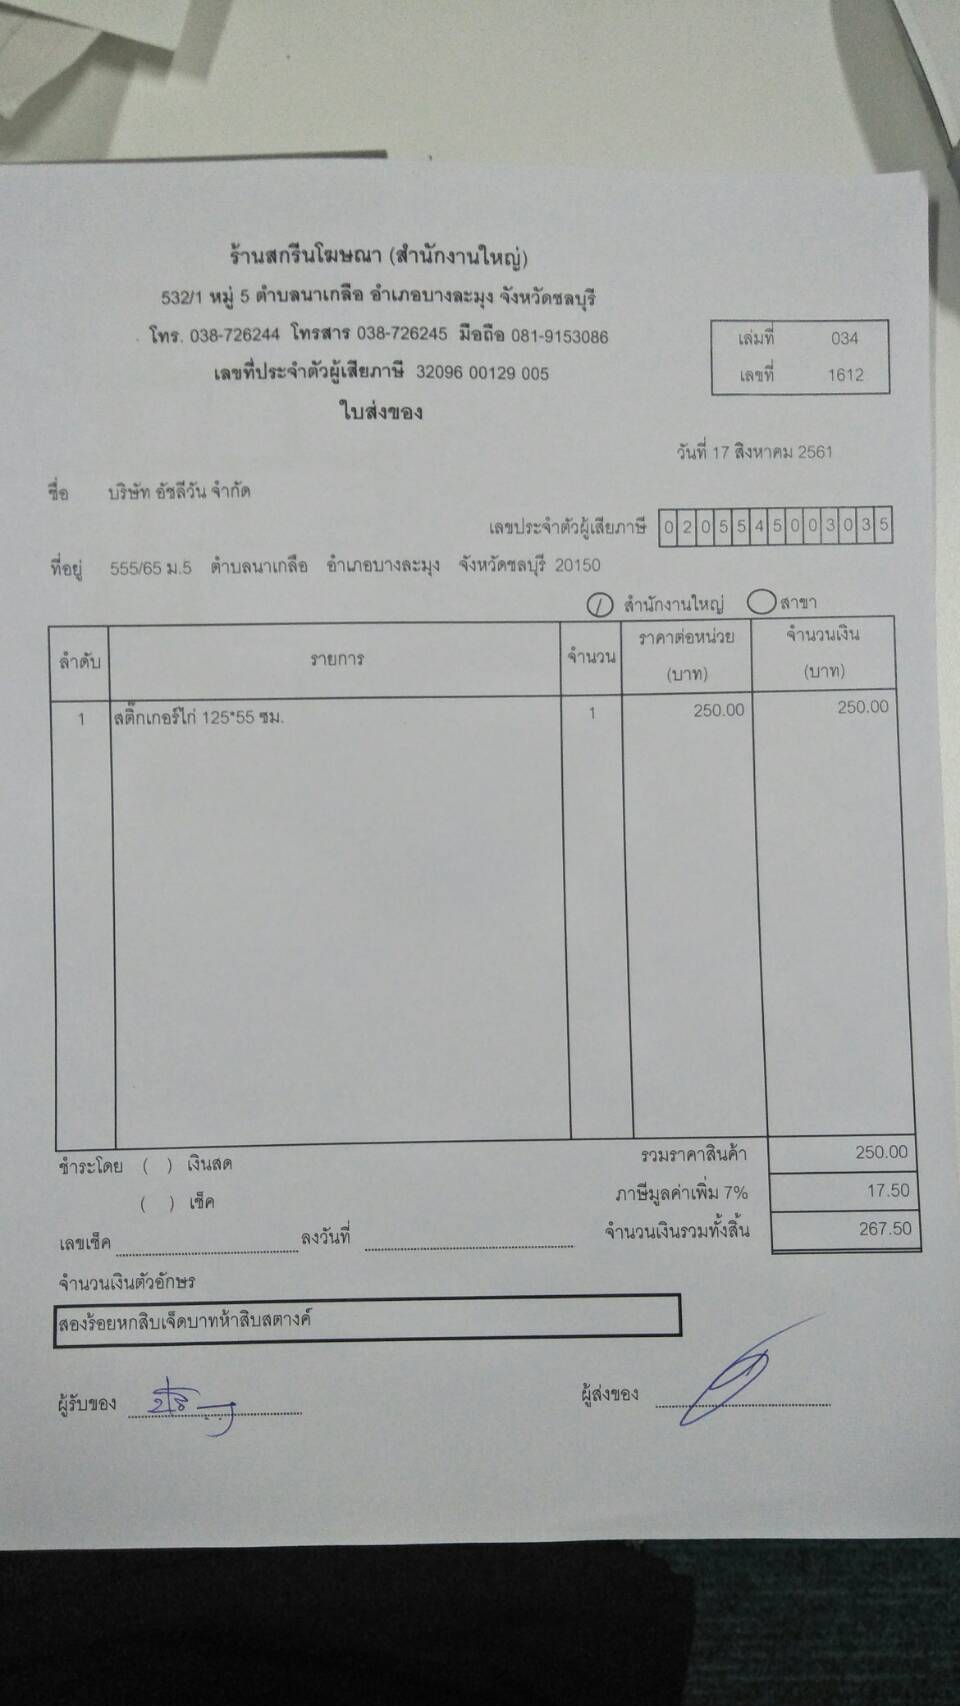 ร้านสกรีนโฆษณา (สำนักงานใหญ่)
532/1 หมู่ 5 ตำบลนาเกลือ อำเภอบางละมุง จังหวัดชลบุรี
โทร. 038-726244 โทรสาร 038-726245 มือถือ 081-9153086
เล่มที่ 034
เลขที่ 1612
เลขที่ประจำตัวผู้เสียภาษี 32096 00129 005
ใบส่งของ
วันที่ 17 สิงหาคม 2561
ชื่อ บริษัท อัชลีวัน จำกัด
เลขประจำตัวผู้เสียภาษี 0205545003035
ที่อยู่ 555/65 ม.5 ตำบลนาเกลือ อำเภอบางละมุง จังหวัดชลบุรี 20150
สำนักงานใหญ่ สาขา
ลำดับ รายการ จำนวน ราคาต่อหน่วย (บาท) จำนวนเงิน (บาท)
1 สติ๊กเกอร์ไก่ 125*55 ซม. 1 250.00 250.00
ชำระโดย ( ) เงินสด รวมราคาสินค้า 250.00
( ) เช็ค ภาษีมูลค่าเพิ่ม 7% 17.50
เลขเช็ค ลงวันที่ จำนวนเงินรวมทั้งสิ้น 267.50
จำนวนเงินตัวอักษร
สองร้อยหกสิบเจ็ดบาทห้าสิบสตางค์
ผู้รับของ ผู้ส่งของ